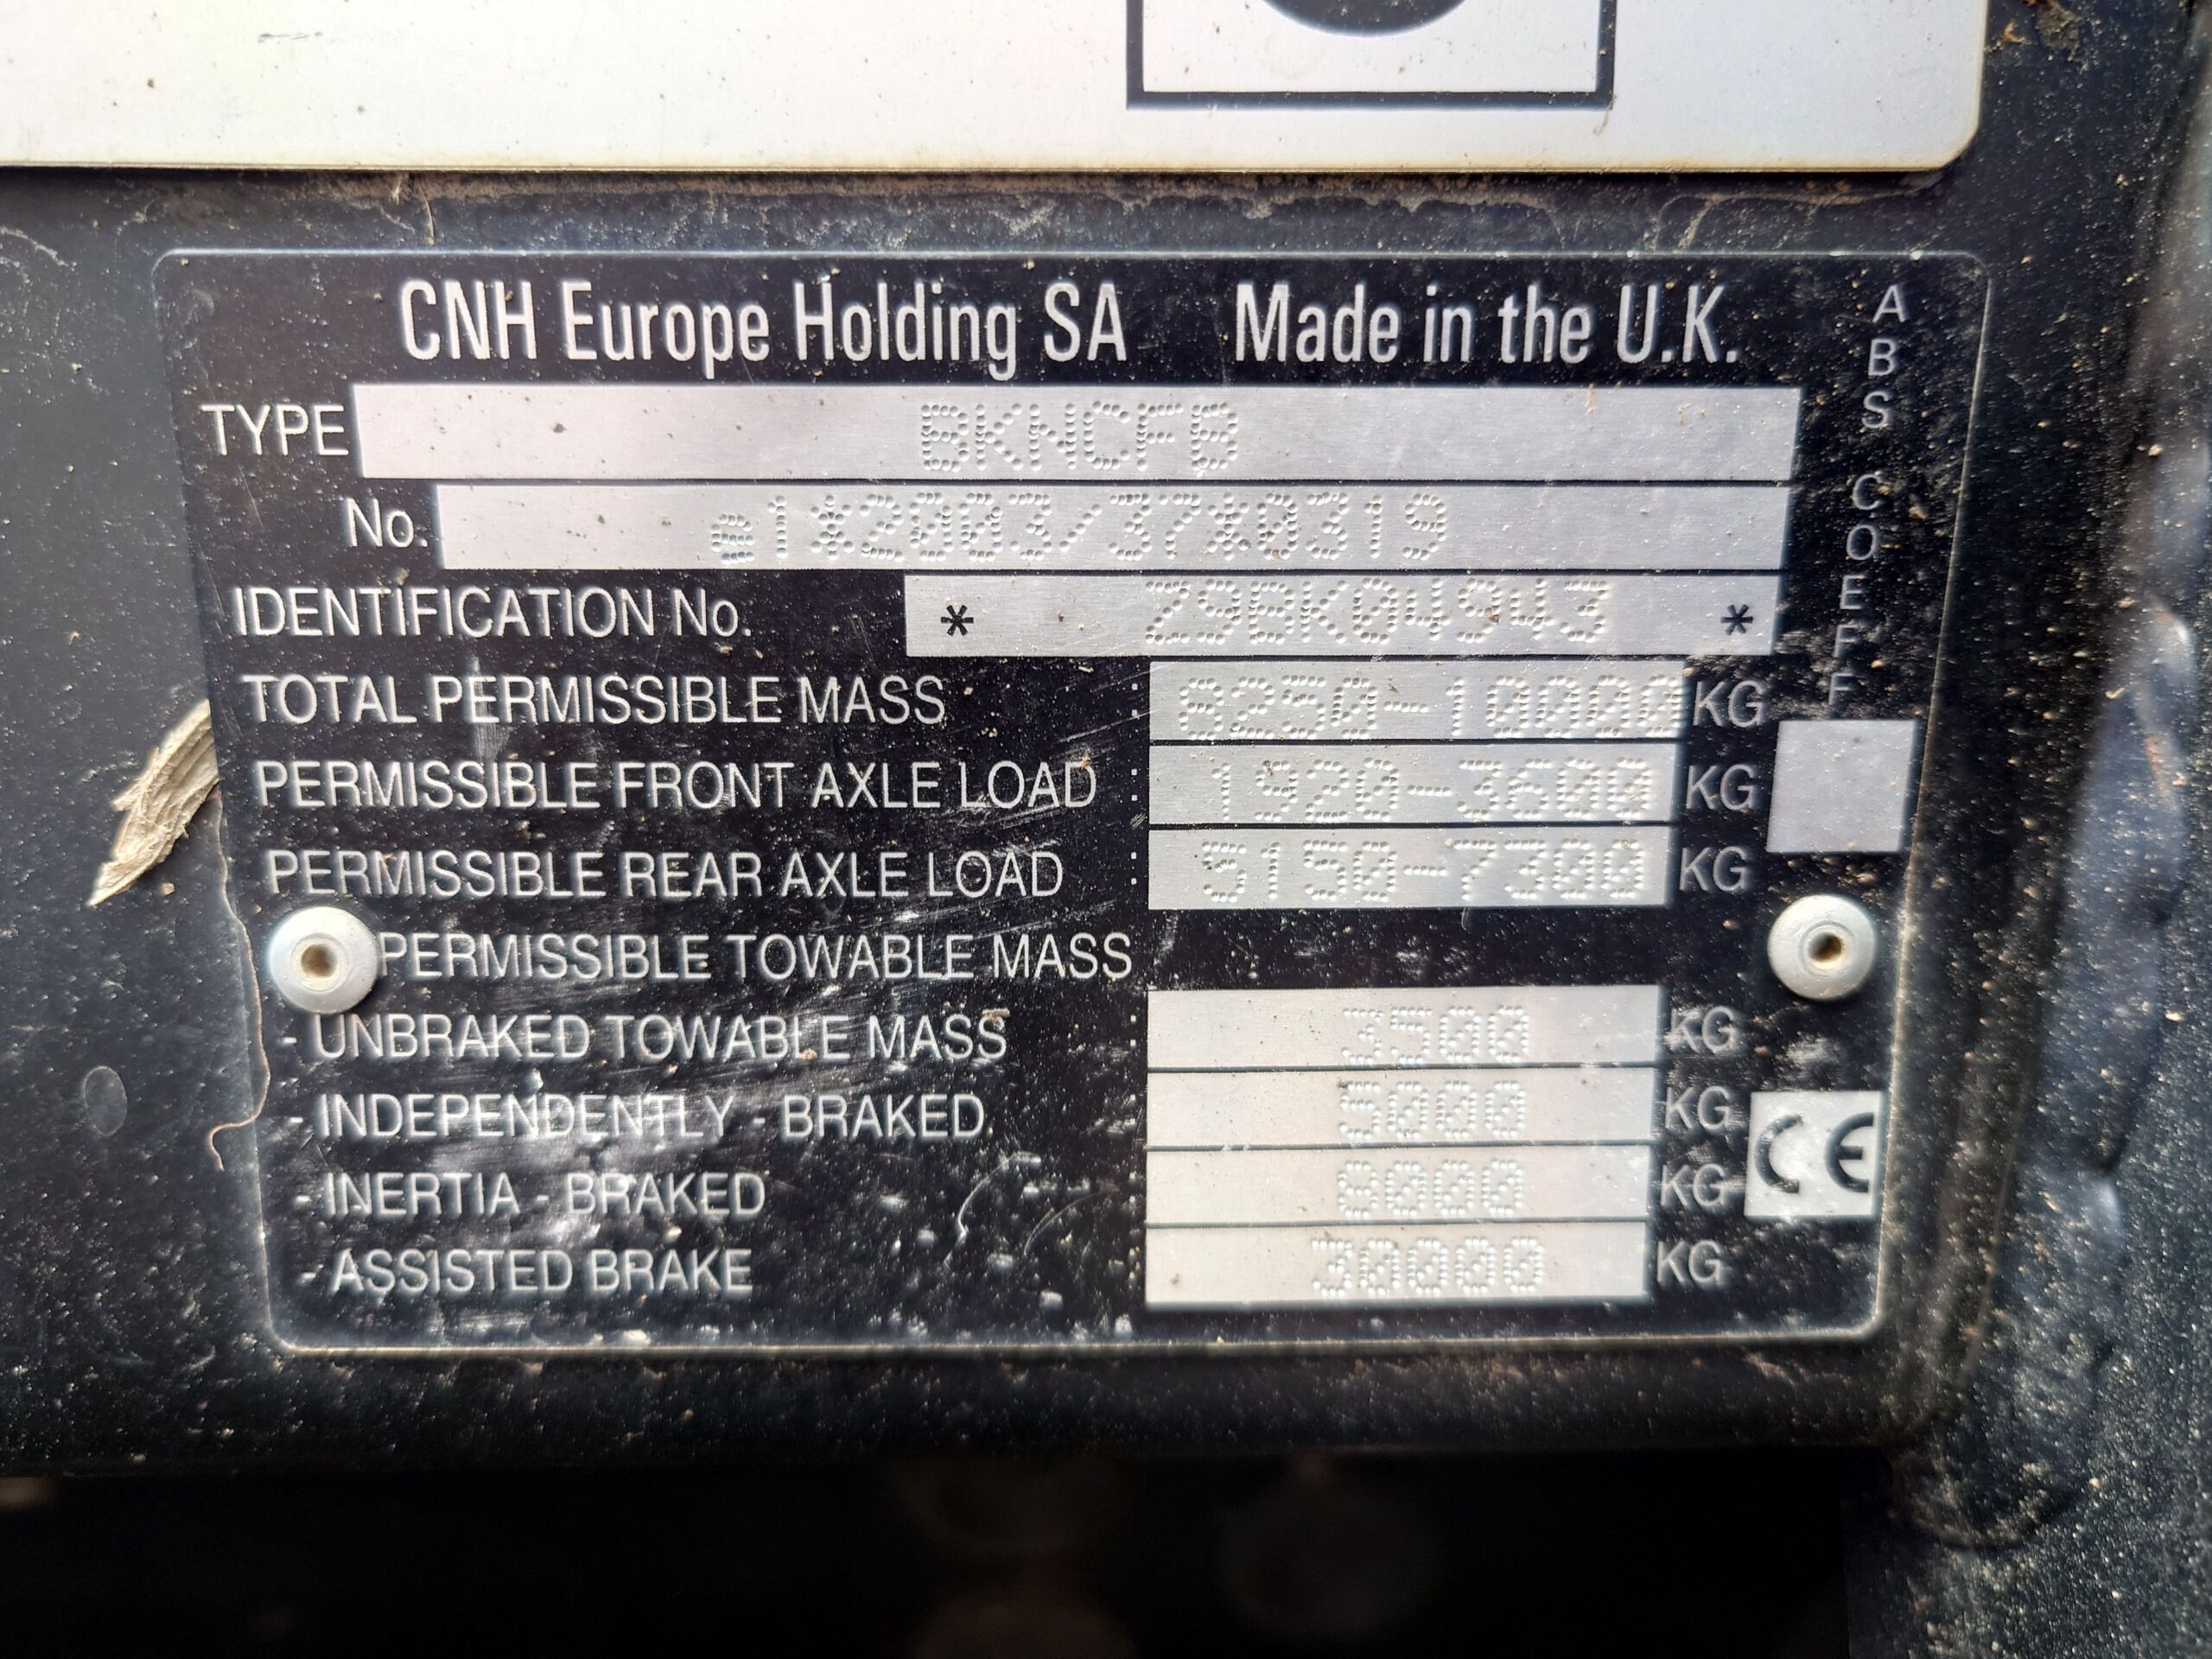 CNH Europe Holding SA Made in the U.K.
TYPE BKNCFB
No. e1*2003/37*0319
IDENTIFICATION No. * Z9BK04943 *
TOTAL PERMISSIBLE MASS : 8250-10000 KG
PERMISSIBLE FRONT AXLE LOAD : 1920-3600 KG
PERMISSIBLE REAR AXLE LOAD : 5150-7300 KG
PERMISSIBLE TOWABLE MASS
- UNBRAKED TOWABLE MASS : 3500 KG
- INDEPENDENTLY - BRAKED 5000 KG
- INERTIA - BRAKED 8000 KG
- ASSISTED BRAKE 30000 KG
ABS COEFF
CE